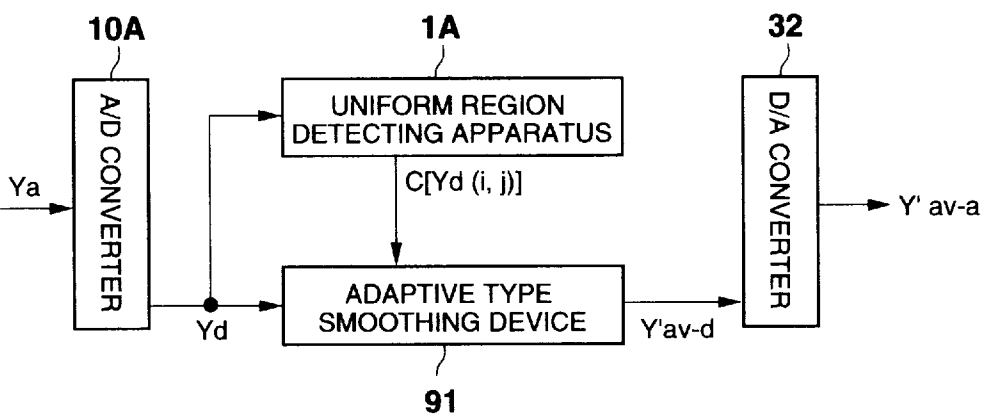 10A
1A
32
A/D CONVERTER
UNIFORM REGION
DETECTING APPARATUS
D/A CONVERTER
Ya
C[Yd (i, j)]
Y' av-a
ADAPTIVE TYPE
SMOOTHING DEVICE
Yd
Y'av-d
91